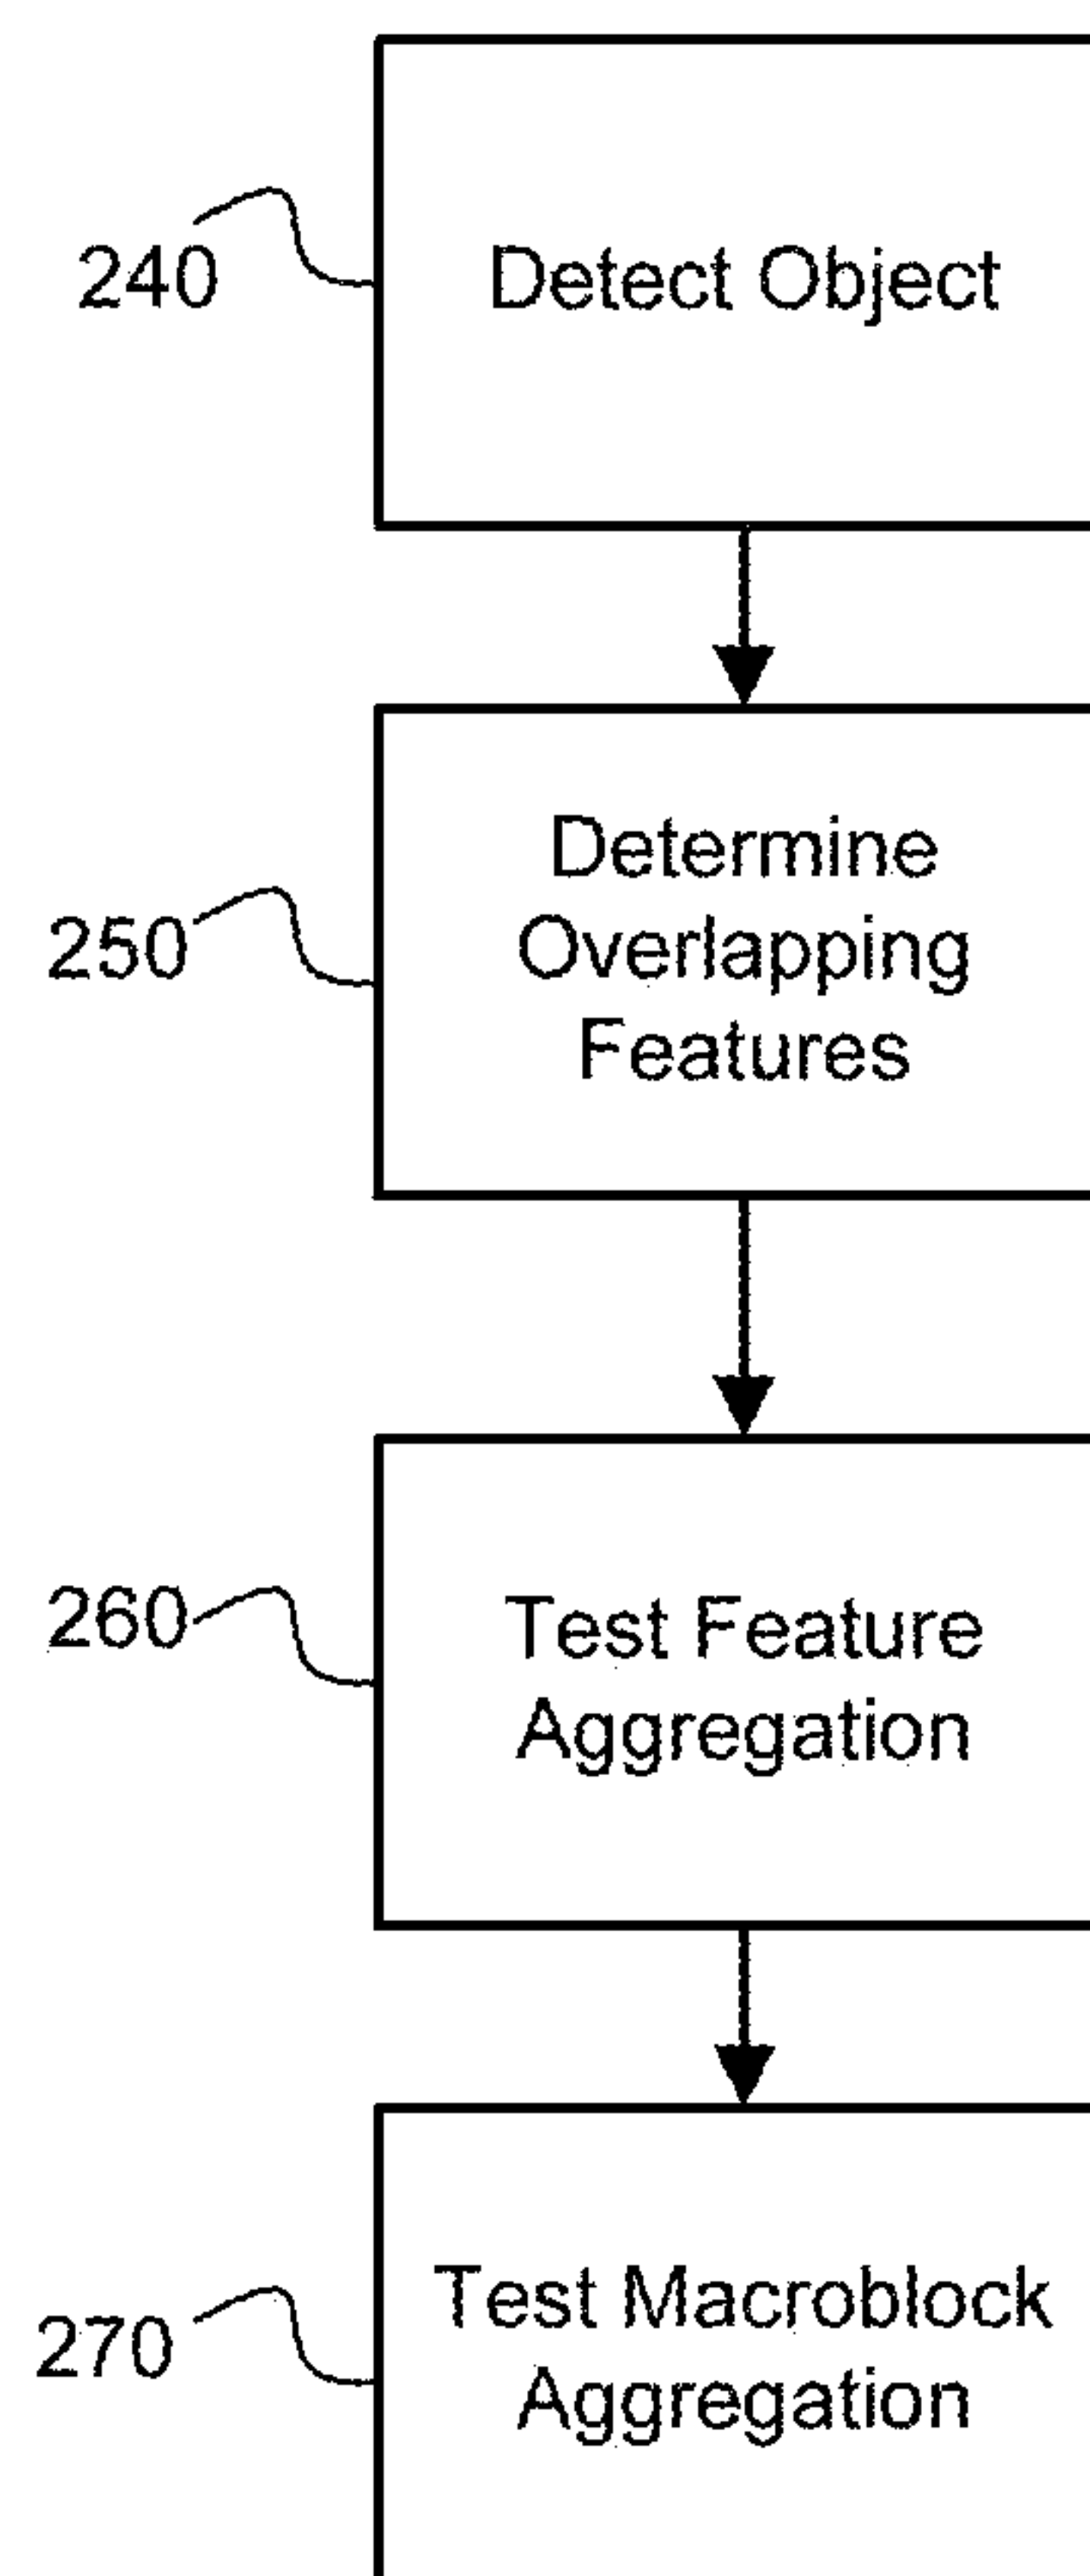 240
Detect Object
Determine
250
Overlapping
Features
260
Test Feature
Aggregation
Test Macroblock
270
Aggregation